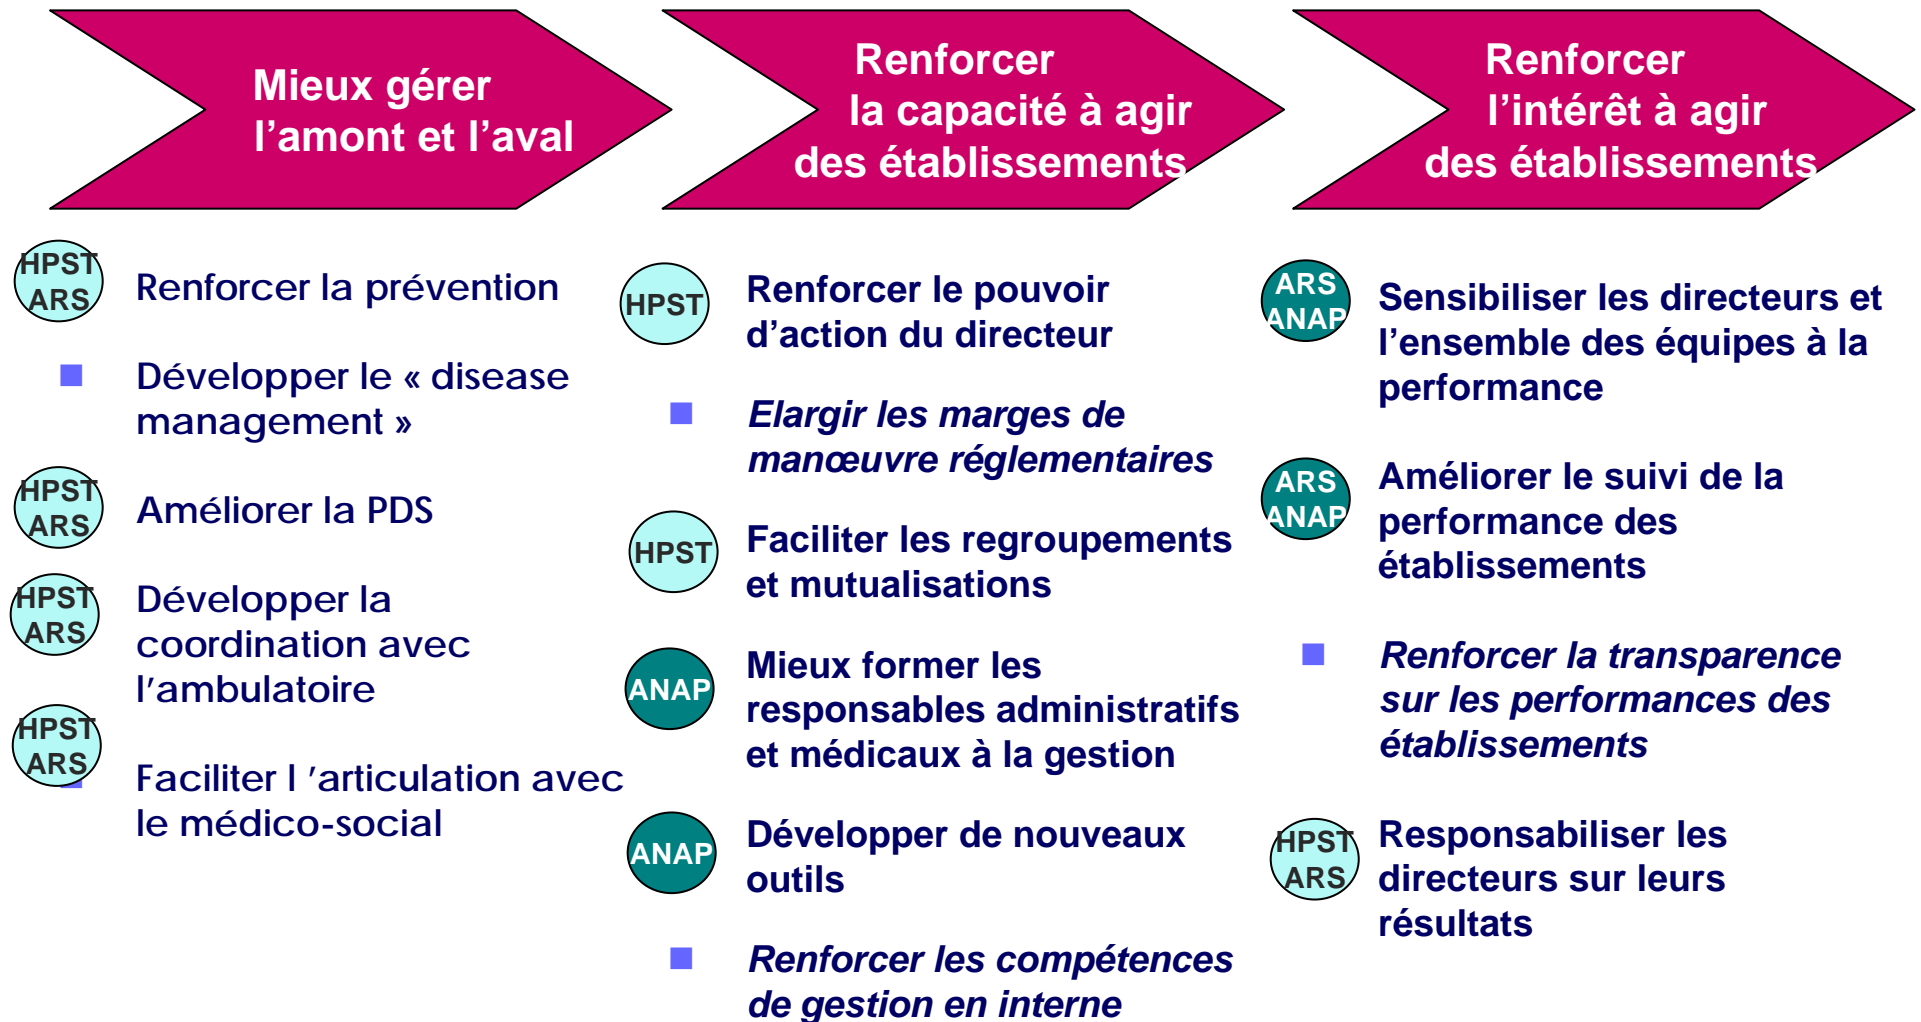 Mieux gérer
l’amont et l’aval
HPST
ARS
Renforcer la prévention
Développer le « disease
management »
HPST
ARS
Améliorer la PDS
HPST
ARS
Développer la
coordination avec
l’ambulatoire
HPST
ARS
Faciliter l ’articulation avec
le médico-social
Renforcer
la capacité à agir
des établissements
HPST
Renforcer le pouvoir
d’action du directeur
Elargir les marges de
manœuvre réglementaires
HPST
Faciliter les regroupements
et mutualisations
ANAP
Mieux former les
responsables administratifs
et médicaux à la gestion
ANAP
Développer de nouveaux
outils
Renforcer les compétences
de gestion en interne
Renforcer
l’intérêt à agir
des établissements
ARS
ANAP
Sensibiliser les directeurs et
l’ensemble des équipes à la
performance
ARS
ANAP
Améliorer le suivi de la
performance des
établissements
Renforcer la transparence
sur les performances des
établissements
HPST
ARS
Responsabiliser les
directeurs sur leurs
résultats